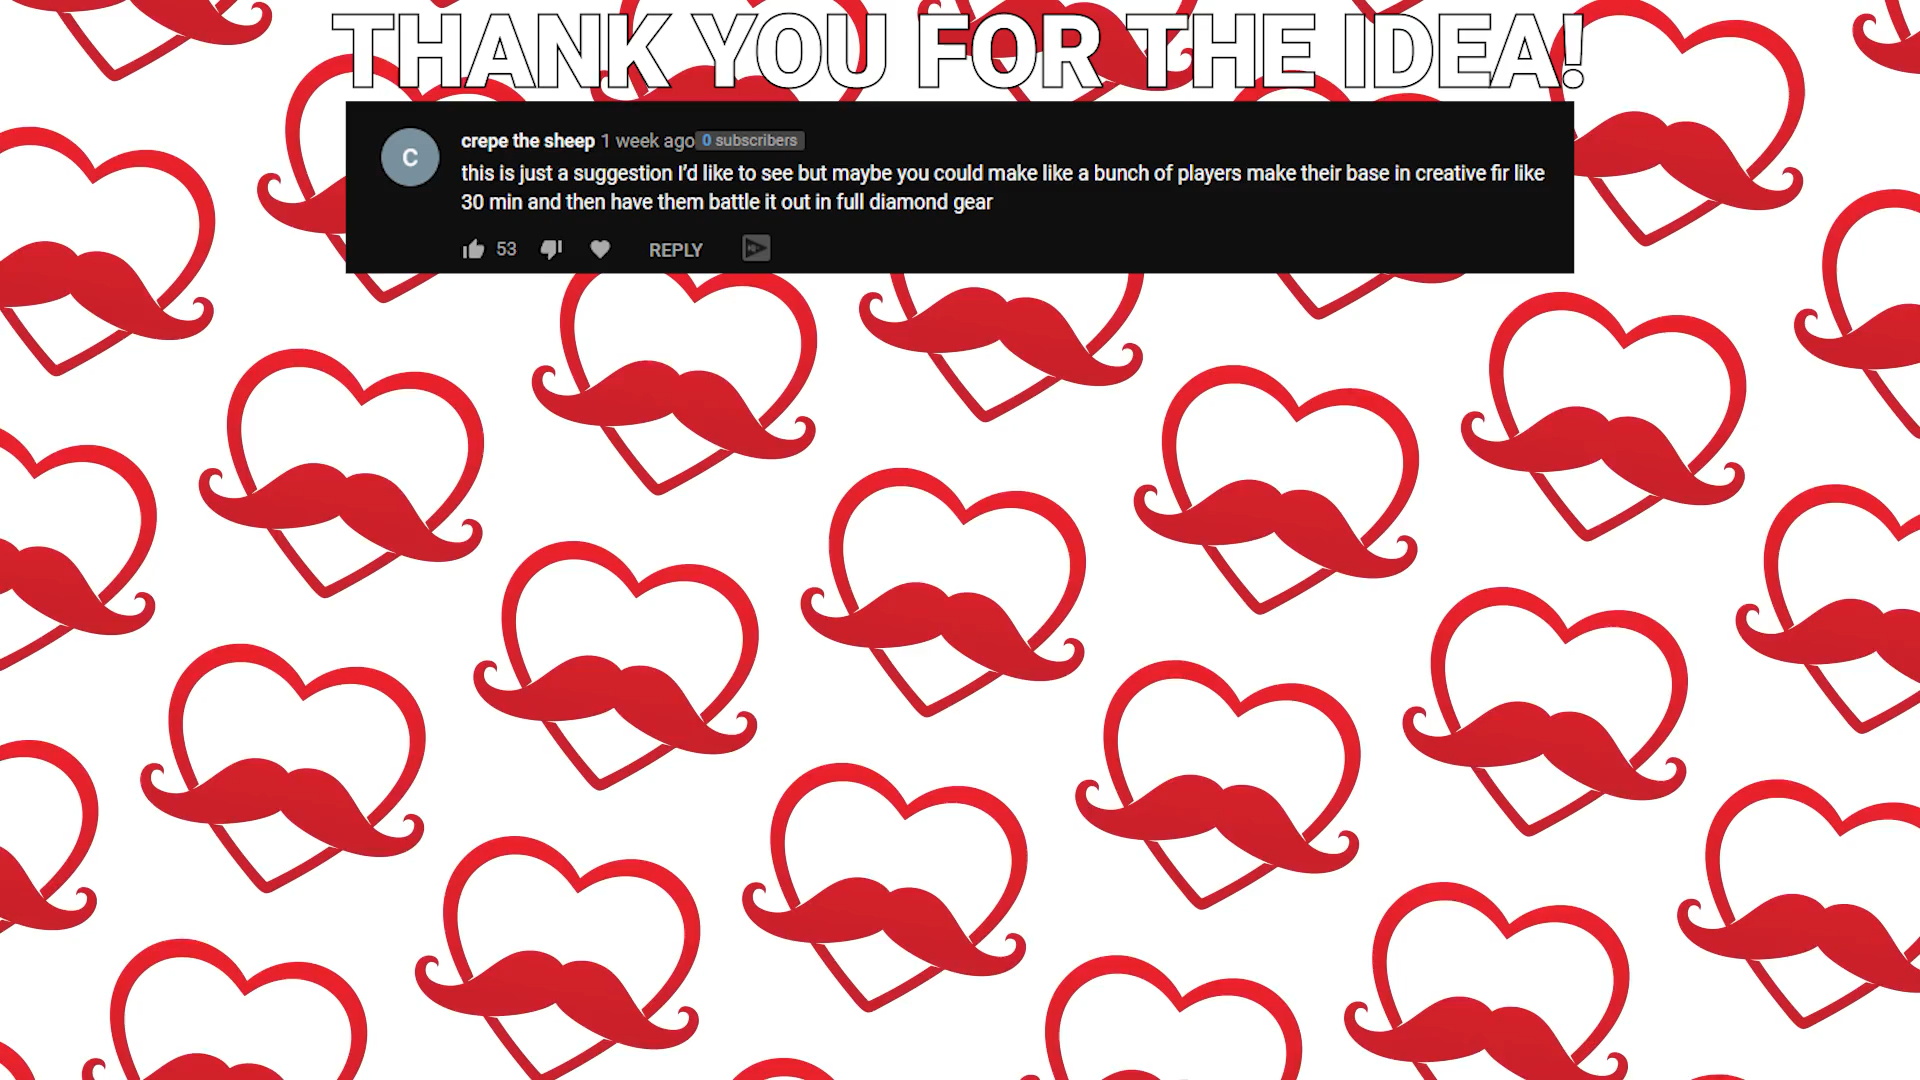 THANK YOU FOR THE IDEA!
C
crepe the sheep 1 week ago 0 subscribers
this is just a suggestion I'd like to see but maybe you could make like a bunch of players make their base in creative fir like
30 min and then have them battle it out in full diamond gear
53 REPLY